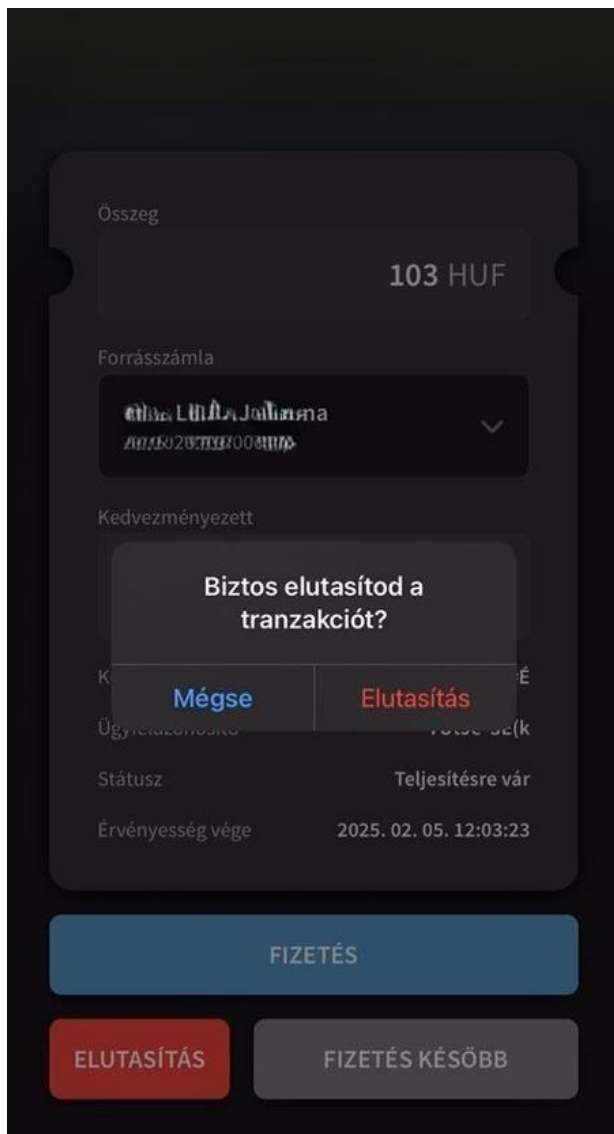 Összeg
103 HUF
Forrásszámla
Kedvezményezett
Biztos elutasítod a
tranzakciót?
Mégse
Elutasítás
Státusz
Teljesítésre vár
Érvényesség vége
2025. 02. 05. 12:03:23
FIZETÉS
ELUTASÍTÁS
FIZETÉS KÉSŐBB